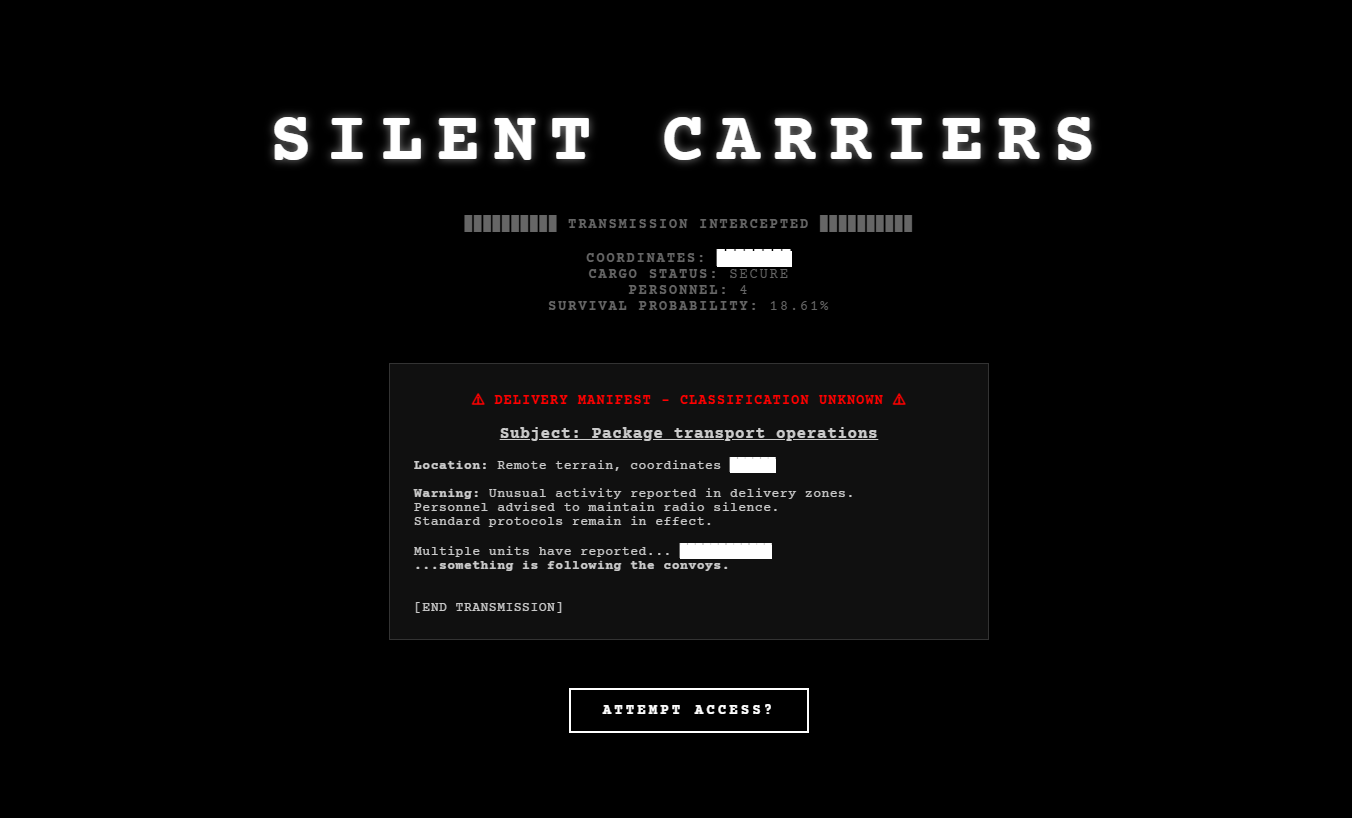 SILENT CARRIERS
██████████ TRANSMISSION INTERCEPTED ██████████
COORDINATES:
CARGO STATUS: SECURE
PERSONNEL: 4
SURVIVAL PROBABILITY: 18.61%
⚠ DELIVERY MANIFEST - CLASSIFICATION UNKNOWN ⚠
Subject: Package transport operations
Location: Remote terrain, coordinates
Warning: Unusual activity reported in delivery zones.
Personnel advised to maintain radio silence.
Standard protocols remain in effect.
Multiple units have reported...
...something is following the convoys.
[END TRANSMISSION]
ATTEMPT ACCESS?